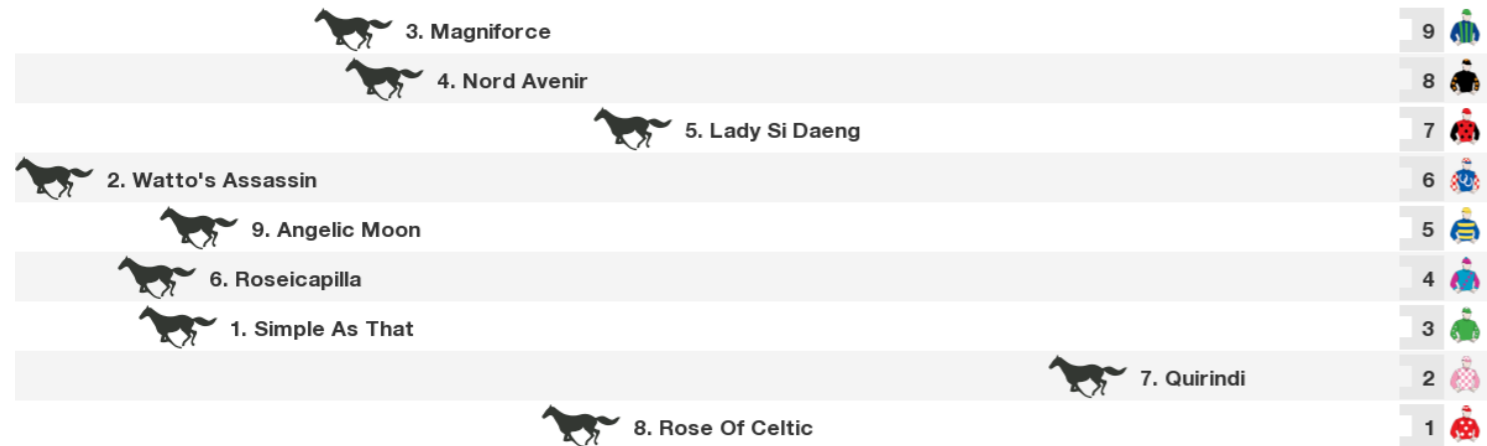 3. Magniforce 9
4. Nord Avenir 8
5. Lady Si Daeng 7
2. Watto's Assassin 6
9. Angelic Moon 5
6. Roseicapilla 4
1. Simple As That 3
7. Quirindi 2
8. Rose Of Celtic 1